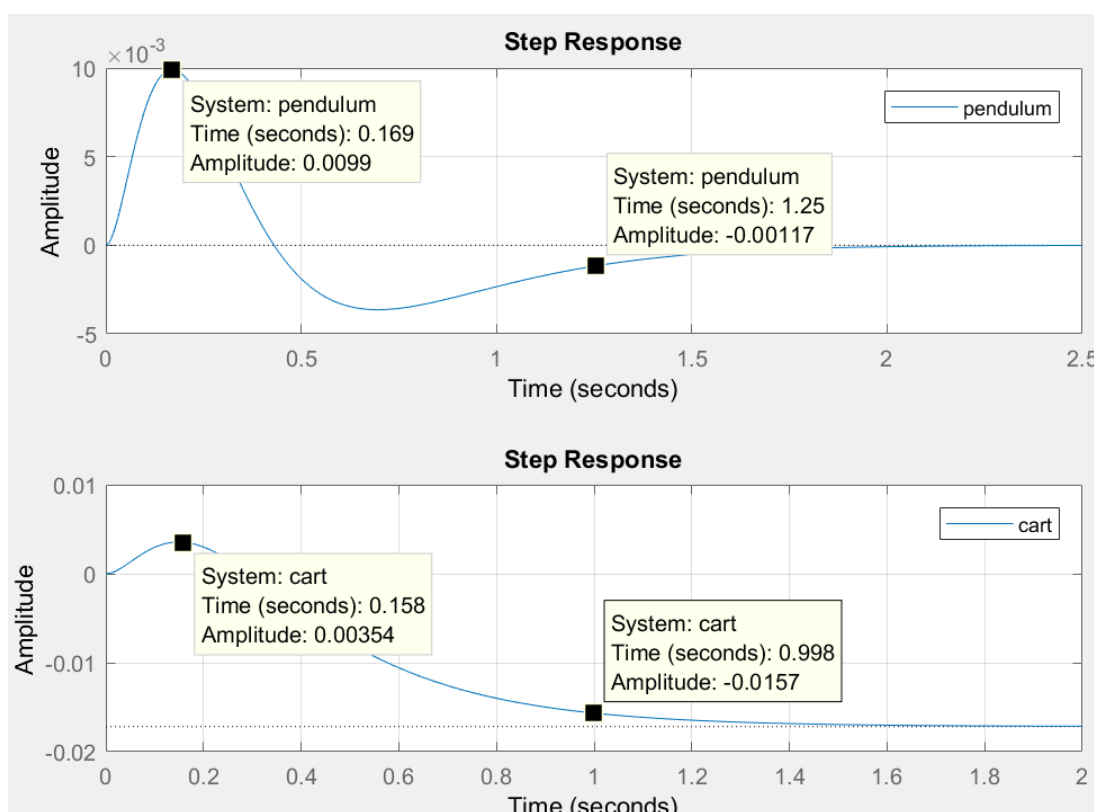 Step Response
×10⁻³
10
5
0
-5
Amplitude
System: pendulum
Time (seconds): 0.169
Amplitude: 0.0099
System: pendulum
Time (seconds): 1.25
Amplitude: -0.00117
pendulum
0 0.5 1 1.5 2 2.5
Time (seconds)
Step Response
0.01
0
-0.01
-0.02
Amplitude
System: cart
Time (seconds): 0.158
Amplitude: 0.00354
System: cart
Time (seconds): 0.998
Amplitude: -0.0157
cart
0 0.2 0.4 0.6 0.8 1 1.2 1.4 1.6 1.8 2
Time (seconds)